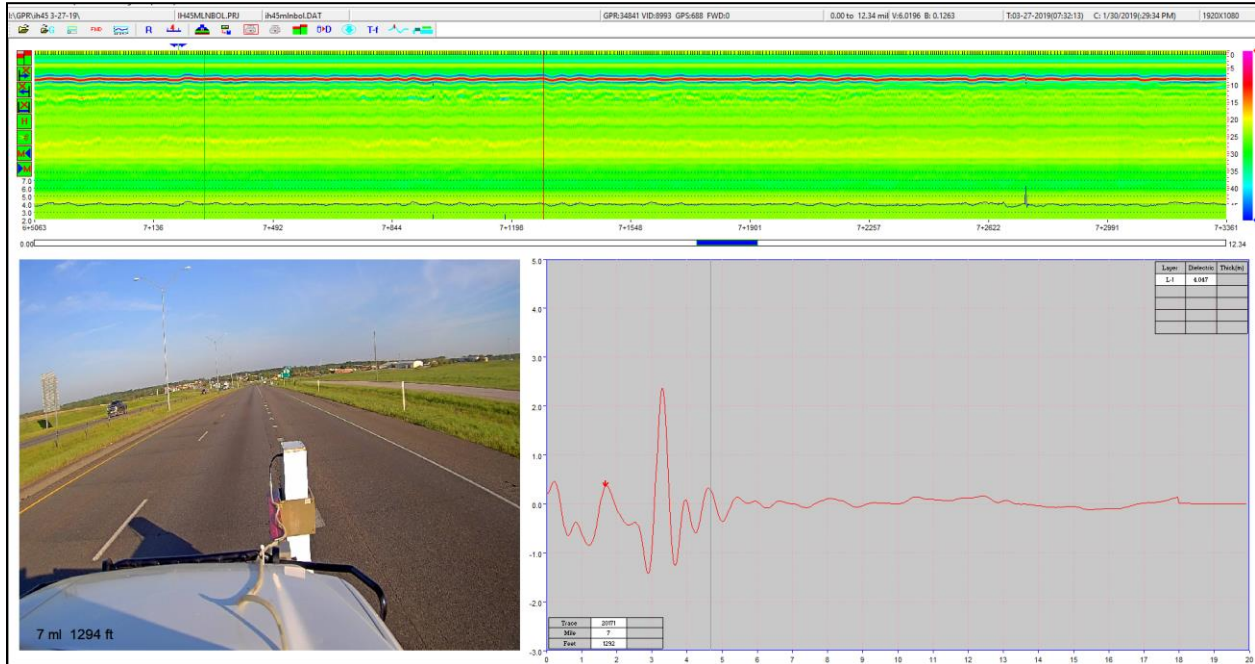 I:\GPR\ih45 3-27-19\ IH45MLNBOL.PRJ ih45mlnbol.DAT GPR:34841 VID:8993 GPS:688 FWD:0 0.00 to 12.34 mil V:6.0196 B: 0.1263 T:03-27-2019(07:32:13) C: 1/30/2019(:29:34 PM) 1920X1080
G FWD R D▸D T-I
0
5
10
15
20
25
30
35
40
H
M
M
7.0
6.0
5.0
4.0
3.0
2.0
6+5063 7+136 7+492 7+844 7+1198 7+1548 7+1901 7+2257 7+2622 7+2991 7+3361
0.00 12.34
7 ml 1294 ft
5.0
4.0
3.0
2.0
1.0
0.0
-1.0
-2.0
-3.0
Layer Dielectric Thick(in)
L-1 4.047
Trace 20171
Mile 7
Feet 1292
0 1 2 3 4 5 6 7 8 9 10 11 12 13 14 15 16 17 18 19 20